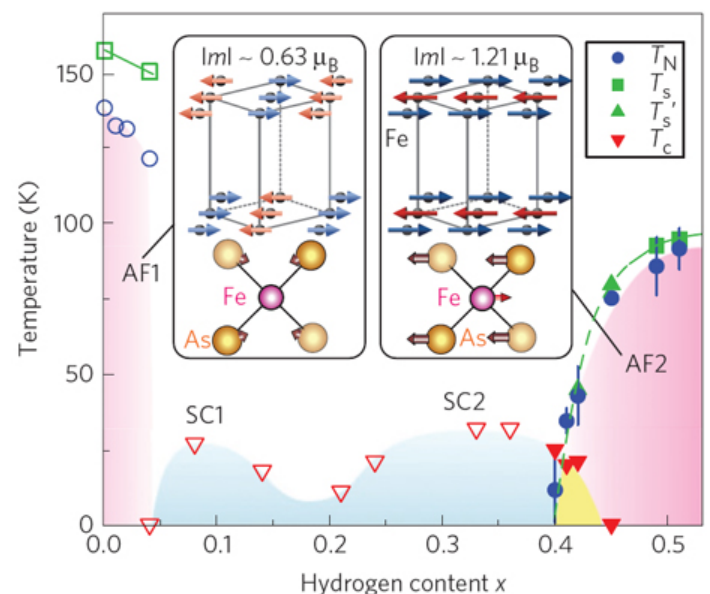 |m| ~ 0.63 μB
|m| ~ 1.21 μB
TN
Ts
Ts'
Tc
Fe
AF1
Fe
As
Fe
As
AF2
SC1
SC2
Temperature (K)
150
100
50
0
0.0
0.1
0.2
0.3
0.4
0.5
Hydrogen content x